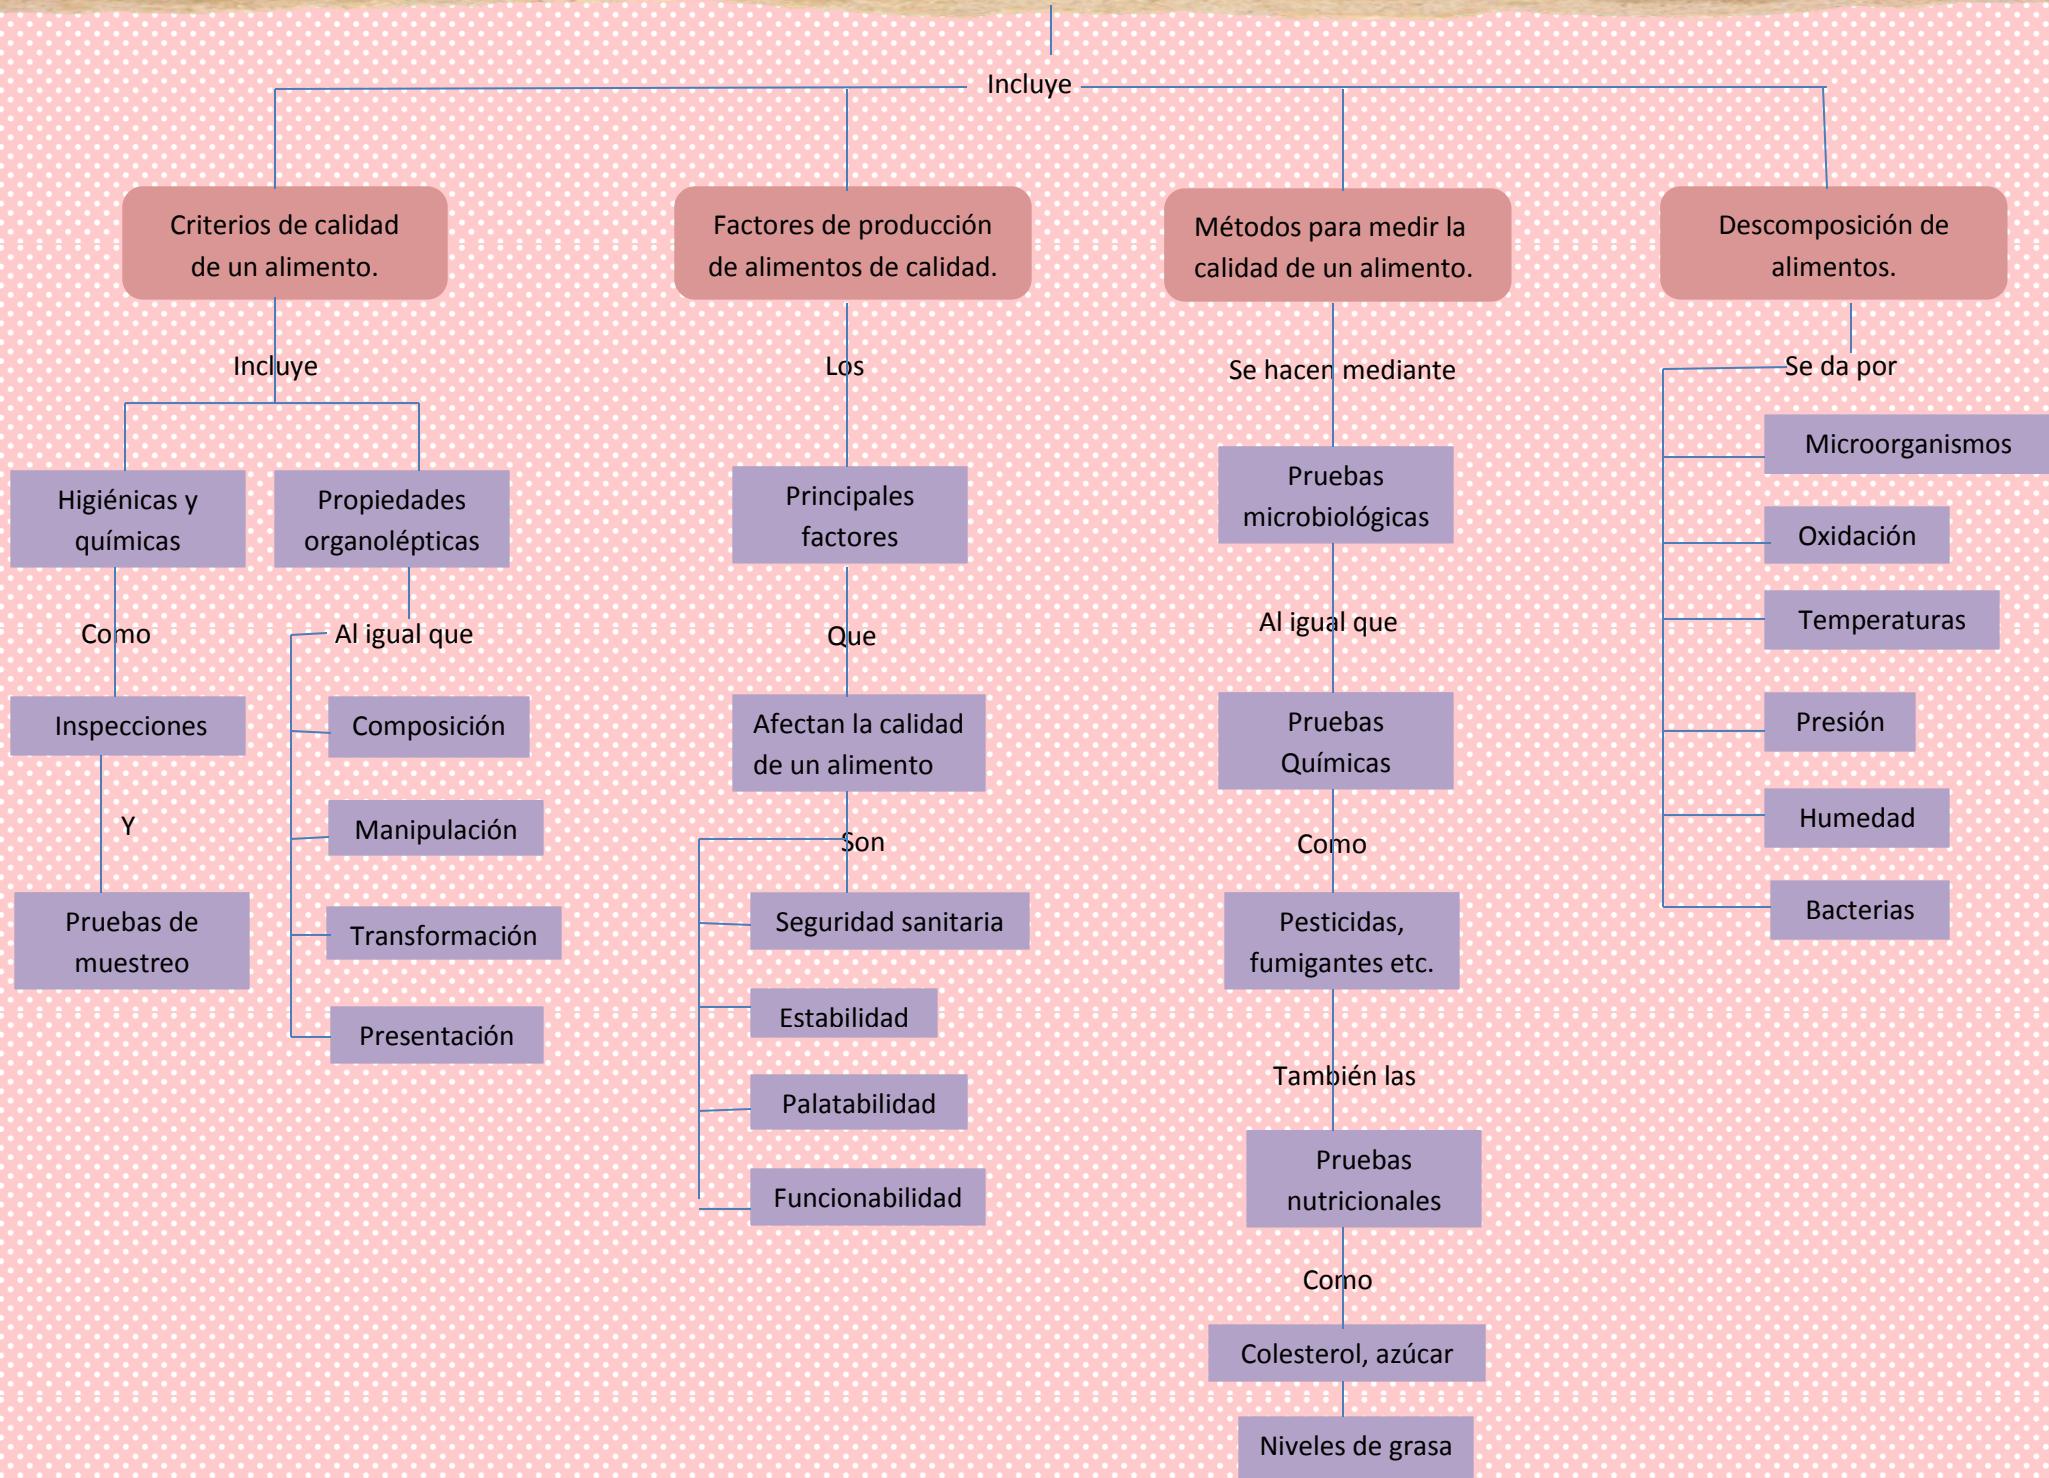 Incluye
Criterios de calidad
de un alimento.
Incluye
Higiénicas y
químicas
Como
Inspecciones
Y
Pruebas de
muestreo
Propiedades
organolépticas
Al igual que
Composición
Manipulación
Transformación
Presentación
Factores de producción
de alimentos de calidad.
Los
Principales
factores
Que
Afectan la calidad
de un alimento
Son
Seguridad sanitaria
Estabilidad
Palatabilidad
Funcionabilidad
Métodos para medir la
calidad de un alimento.
Se hacen mediante
Pruebas
microbiológicas
Al igual que
Pruebas
Químicas
Como
Pesticidas,
fumigantes etc.
También las
Pruebas
nutricionales
Como
Colesterol, azúcar
Niveles de grasa
Descomposición de
alimentos.
Se da por
Microorganismos
Oxidación
Temperaturas
Presión
Humedad
Bacterias